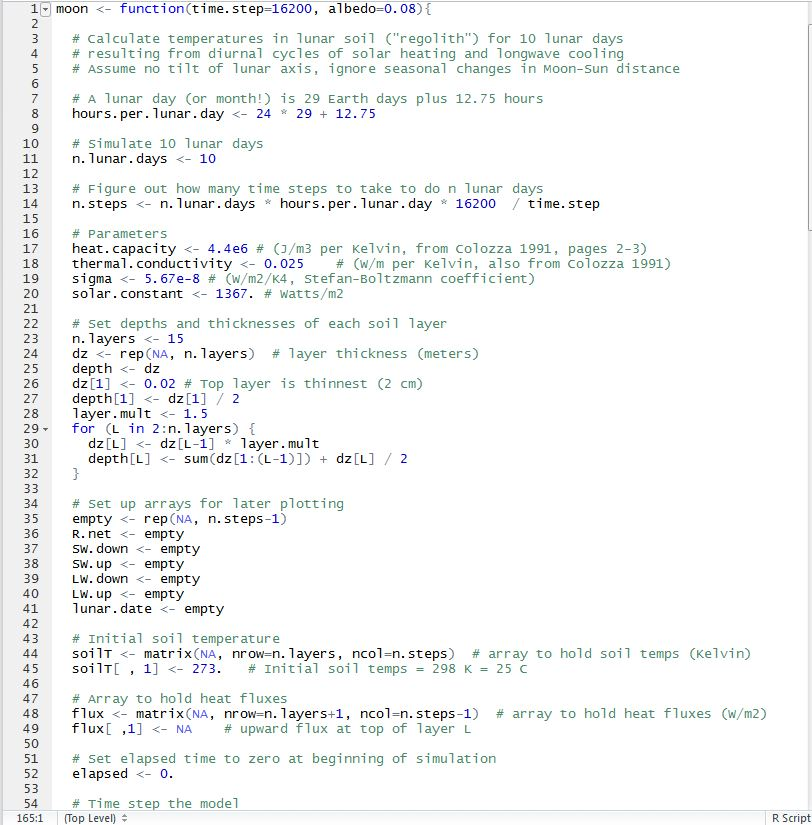 1 moon <- function(time.step=16200, albedo=0.08){
2
3 # Calculate temperatures in lunar soil ("regolith") for 10 lunar days
4 # resulting from diurnal cycles of solar heating and longwave cooling
5 # Assume no tilt of lunar axis, ignore seasonal changes in Moon-Sun distance
6
7 # A lunar day (or month!) is 29 Earth days plus 12.75 hours
8 hours.per.lunar.day <- 24 * 29 + 12.75
9
10 # Simulate 10 lunar days
11 n.lunar.days <- 10
12
13 # Figure out how many time steps to take to do n lunar days
14 n.steps <- n.lunar.days * hours.per.lunar.day * 16200  / time.step
15
16 # Parameters
17 heat.capacity <- 4.4e6 # (J/m3 per Kelvin, from Colozza 1991, pages 2-3)
18 thermal.conductivity <- 0.025    # (W/m per Kelvin, also from Colozza 1991)
19 sigma <- 5.67e-8 # (W/m2/K4, Stefan-Boltzmann coefficient)
20 solar.constant <- 1367. # Watts/m2
21
22 # Set depths and thicknesses of each soil layer
23 n.layers <- 15
24 dz <- rep(NA, n.layers)  # layer thickness (meters)
25 depth <- dz
26 dz[1] <- 0.02 # Top layer is thinnest (2 cm)
27 depth[1] <- dz[1] / 2
28 layer.mult <- 1.5
29 for (L in 2:n.layers) {
30 dz[L] <- dz[L-1] * layer.mult
31 depth[L] <- sum(dz[1:(L-1)]) + dz[L] / 2
32 }
33
34 # Set up arrays for later plotting
35 empty <- rep(NA, n.steps-1)
36 R.net <- empty
37 SW.down <- empty
38 SW.up <- empty
39 LW.down <- empty
40 LW.up <- empty
41 lunar.date <- empty
42
43 # Initial soil temperature
44 soilT <- matrix(NA, nrow=n.layers, ncol=n.steps)  # array to hold soil temps (Kelvin)
45 soilT[ , 1] <- 273.   # Initial soil temps = 298 K = 25 C
46
47 # Array to hold heat fluxes
48 flux <- matrix(NA, nrow=n.layers+1, ncol=n.steps-1)  # array to hold heat fluxes (W/m2)
49 flux[ ,1] <- NA    # upward flux at top of layer L
50
51 # Set elapsed time to zero at beginning of simulation
52 elapsed <- 0.
53
54 # Time step the model
165:1 (Top Level) R Script